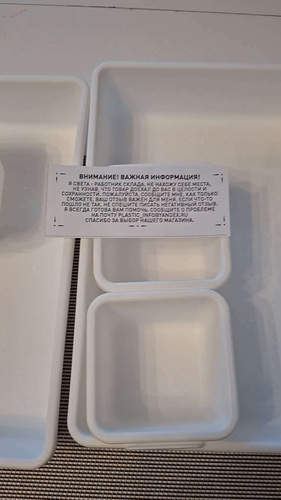 ВНИМАНИЕ! ВАЖНАЯ ИНФОРМАЦИЯ!
Я СВЕТА - РАБОТНИК СКЛАДА, НЕ НАХОЖУ СЕБЕ МЕСТА,
НЕ УЗНАВ, ЧТО ТОВАР ДОЕХАЛ ДО ВАС В ЦЕЛОСТИ И
СОХРАННОСТИ. ПОЖАЛУЙСТА, СООБЩИТЕ МНЕ, КАК ТОЛЬКО
СМОЖЕТЕ. ВАШ ОТЗЫВ ВАЖЕН ДЛЯ МЕНЯ. ЕСЛИ ЧТО-ТО
ПОШЛО НЕ ТАК, НЕ СПЕШИТЕ ПИСАТЬ НЕГАТИВНЫЙ ОТЗЫВ.
Я ВСЕГДА ГОТОВА ВАМ ПОМОЧЬ, СООБЩИТЕ О ПРОБЛЕМЕ
НА ПОЧТУ PLASTIC_INFO@YANDEX.RU
СПАСИБО ЗА ВЫБОР НАШЕГО МАГАЗИНА.